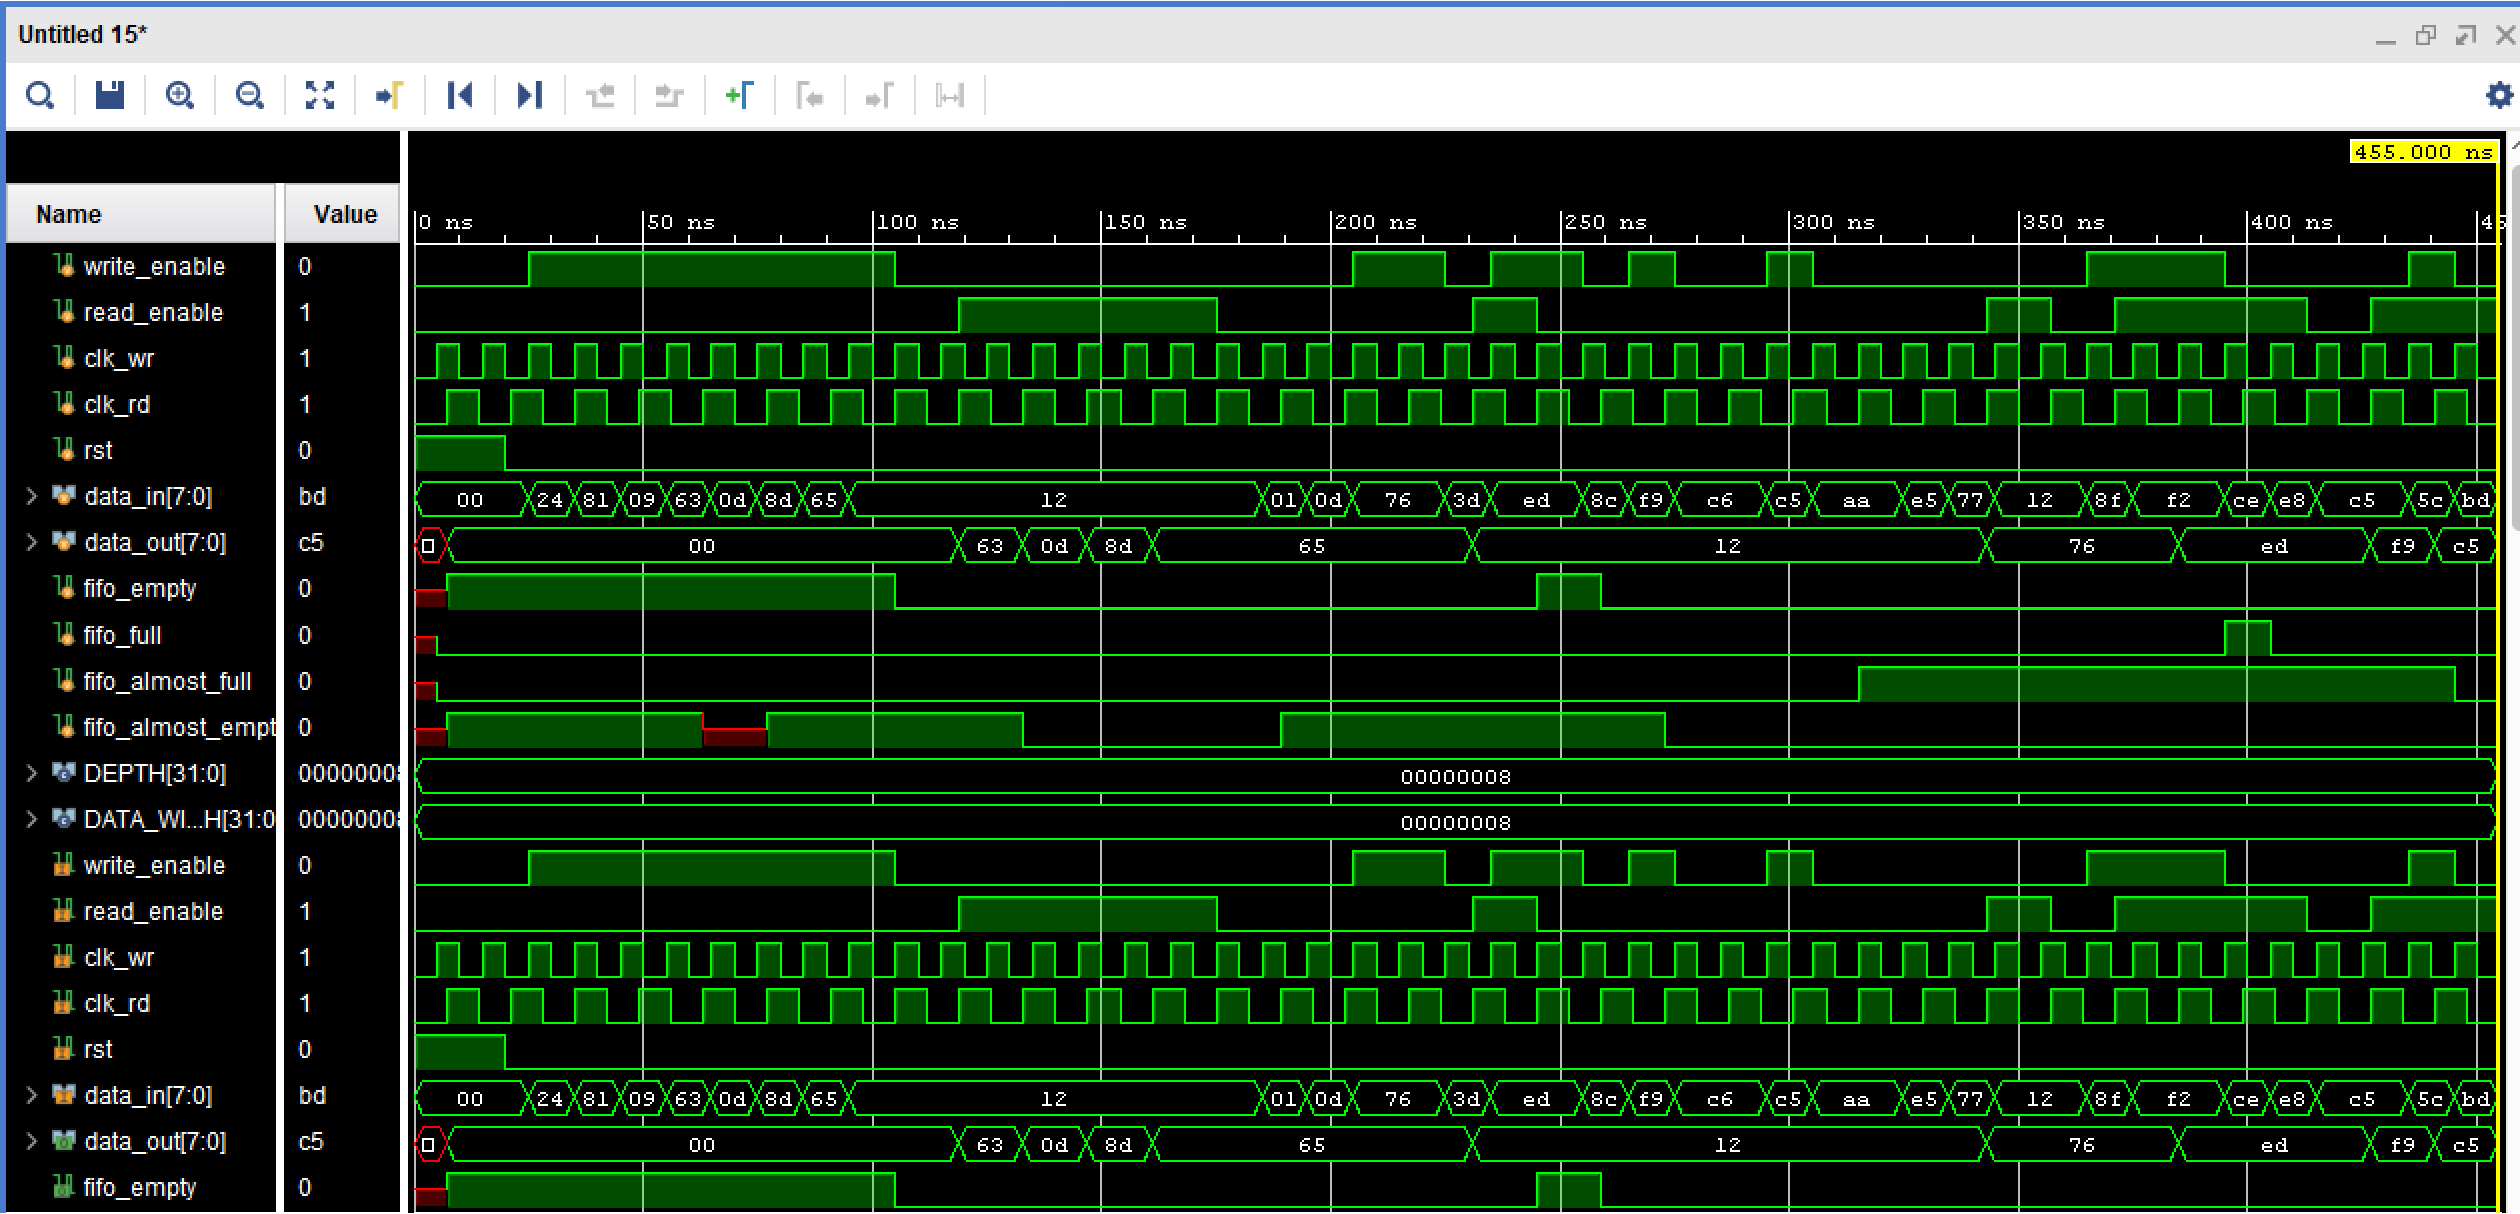 Untitled 15*
455.000 ns
Name Value
0 ns 50 ns 100 ns 150 ns 200 ns 250 ns 300 ns 350 ns 400 ns 45
write_enable 0
read_enable 1
clk_wr 1
clk_rd 1
rst 0
data_in[7:0] bd 00 24 81 09 63 0d 8d 65 12 01 0d 76 3d ed 8c f9 c6 c5 aa e5 77 12 8f f2 ce e8 c5 5c bd
data_out[7:0] c5 00 63 0d 8d 65 12 76 ed f9 c5
fifo_empty 0
fifo_full 0
fifo_almost_full 0
fifo_almost_empt 0
DEPTH[31:0] 00000008 00000008
DATA_WI...H[31:0 00000008 00000008
write_enable 0
read_enable 1
clk_wr 1
clk_rd 1
rst 0
data_in[7:0] bd 00 24 81 09 63 0d 8d 65 12 01 0d 76 3d ed 8c f9 c6 c5 aa e5 77 12 8f f2 ce e8 c5 5c bd
data_out[7:0] c5 00 63 0d 8d 65 12 76 ed f9 c5
fifo_empty 0